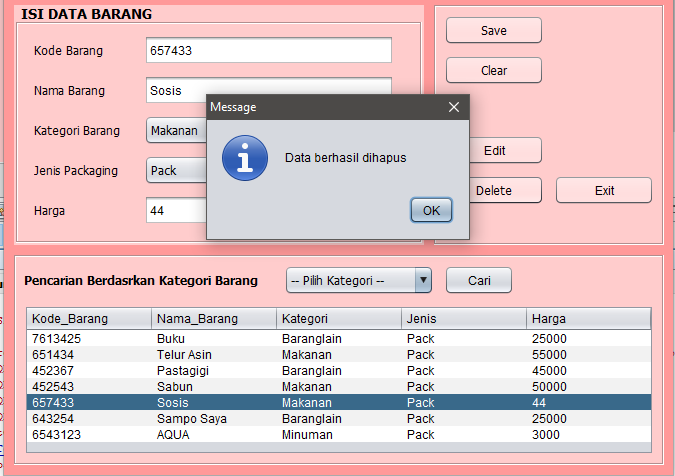 ISI DATA BARANG
Kode Barang 657433
Nama Barang Sosis
Kategori Barang Makanan
Jenis Packaging Pack
Harga 44
Save
Clear
Edit
Delete Exit
Message
Data berhasil dihapus
OK
Pencarian Berdasrkan Kategori Barang -- Pilih Kategori -- Cari
Kode_Barang Nama_Barang Kategori Jenis Harga
7613425 Buku Baranglain Pack 25000
651434 Telur Asin Makanan Pack 55000
452367 Pastagigi Baranglain Pack 45000
452543 Sabun Makanan Pack 50000
657433 Sosis Makanan Pack 44
643254 Sampo Saya Baranglain Pack 25000
6543123 AQUA Minuman Pack 3000